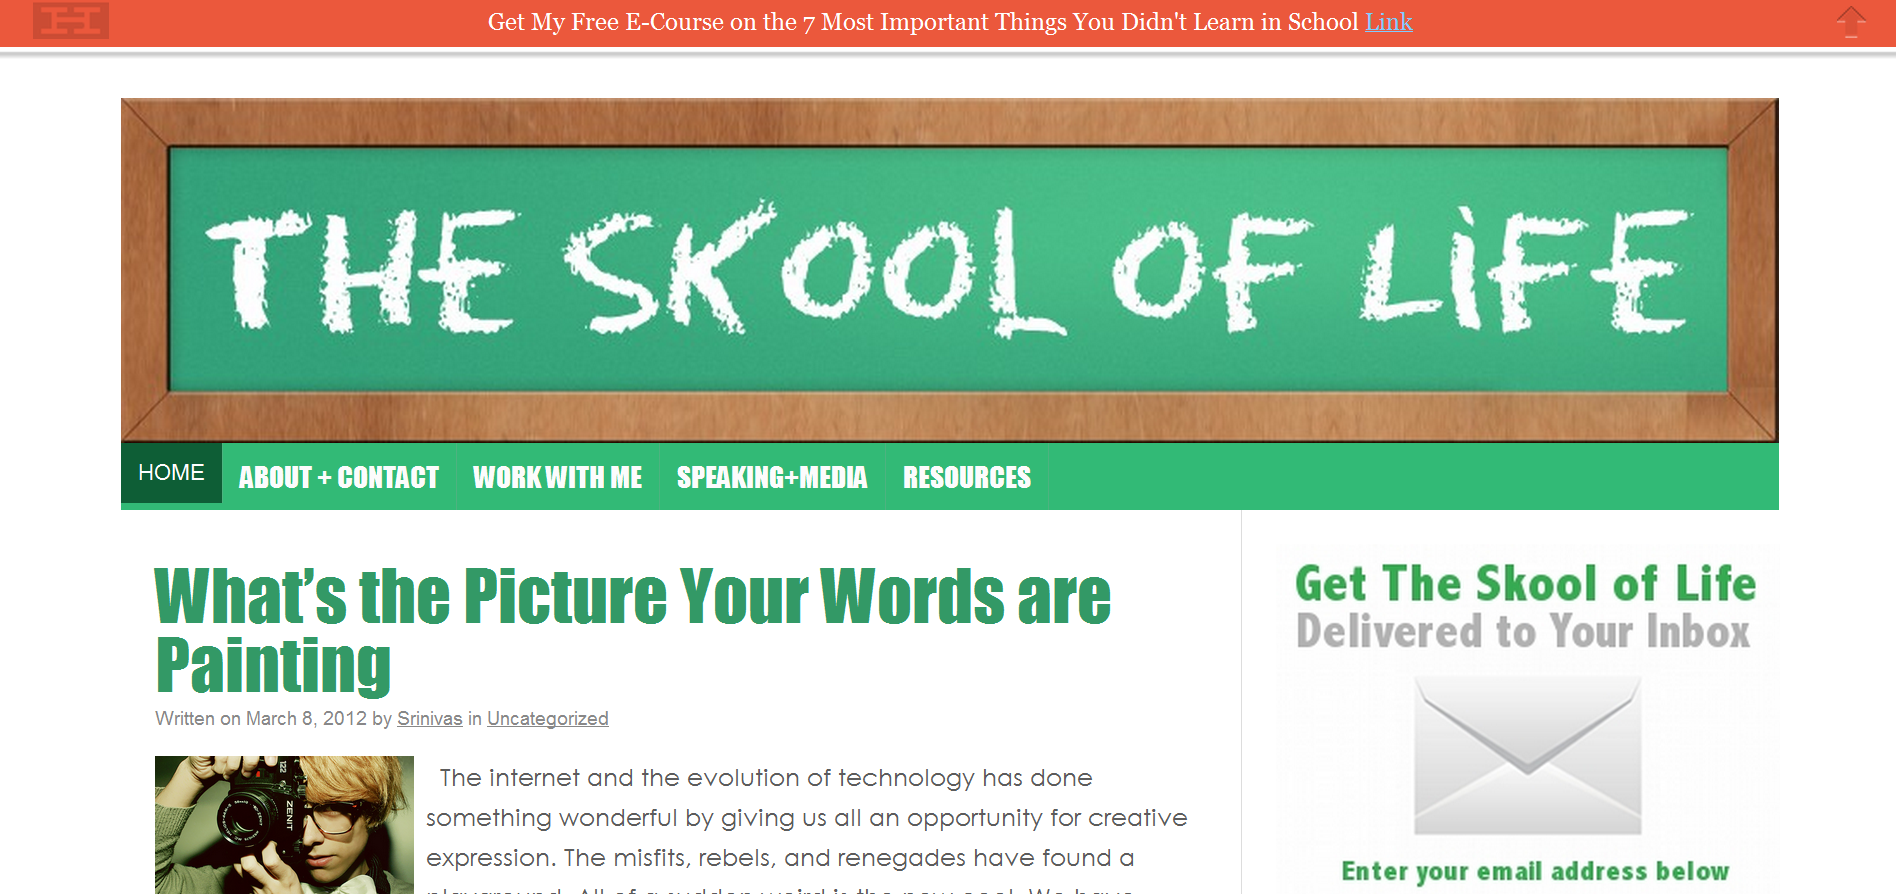 Get My Free E-Course on the 7 Most Important Things You Didn't Learn in School Link
THE SKOOL OF LiFE
HOME
ABOUT + CONTACT
WORK WITH ME
SPEAKING+MEDIA
RESOURCES
What's the Picture Your Words are
Painting
Written on March 8, 2012 by Srinivas in Uncategorized
ZENIT
122
The internet and the evolution of technology has done
something wonderful by giving us all an opportunity for creative
expression. The misfits, rebels, and renegades have found a
Get The Skool of Life
Delivered to Your Inbox
Enter your email address below